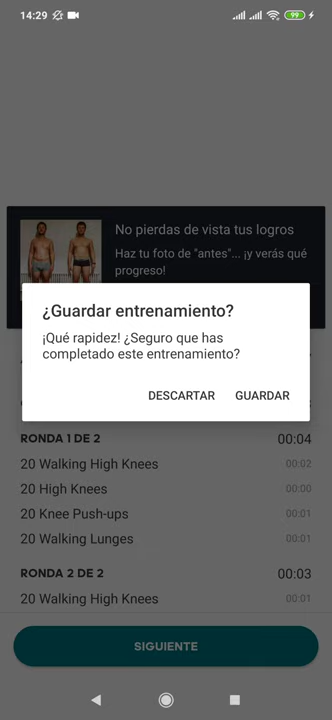 14:29
99
No pierdas de vista tus logros
Haz tu foto de "antes"... ¡y verás qué
progreso!
¿Guardar entrenamiento?
¡Qué rapidez! ¿Seguro que has
completado este entrenamiento?
DESCARTAR GUARDAR
RONDA 1 DE 2 00:04
20 Walking High Knees 00:02
20 High Knees 00:00
20 Knee Push-ups 00:01
20 Walking Lunges 00:01
RONDA 2 DE 2 00:03
20 Walking High Knees 00:01
SIGUIENTE